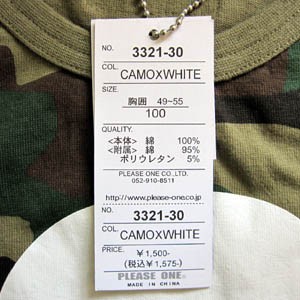 NO. 3321-30
COL. CAMOXWHITE
SIZE.
胸囲 49~55
100
QUALITY.
<本体> 綿 100%
<附属> 綿 95%
ポリウレタン 5%
PLEASE ONE CO.,LTD.
052-910-8511
http://www.please-one.co.jp
NO. 3321-30
COL. CAMOXWHITE
PRICE.
¥1,500-
(税込¥1,575-)
PLEASE ONE.
MADE IN CHINA